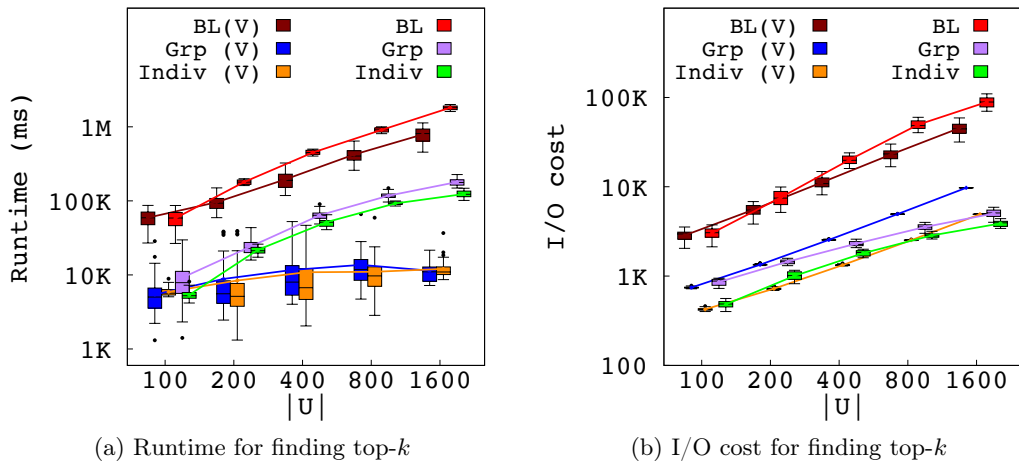 BL(V) BL
Grp (V) Grp
Indiv (V) Indiv
Runtime (ms)
1M
100K
10K
1K
100 200 400 800 1600
|U|
(a) Runtime for finding top-k
BL(V) BL
Grp (V) Grp
Indiv (V) Indiv
I/O cost
100K
10K
1K
100
100 200 400 800 1600
|U|
(b) I/O cost for finding top-k